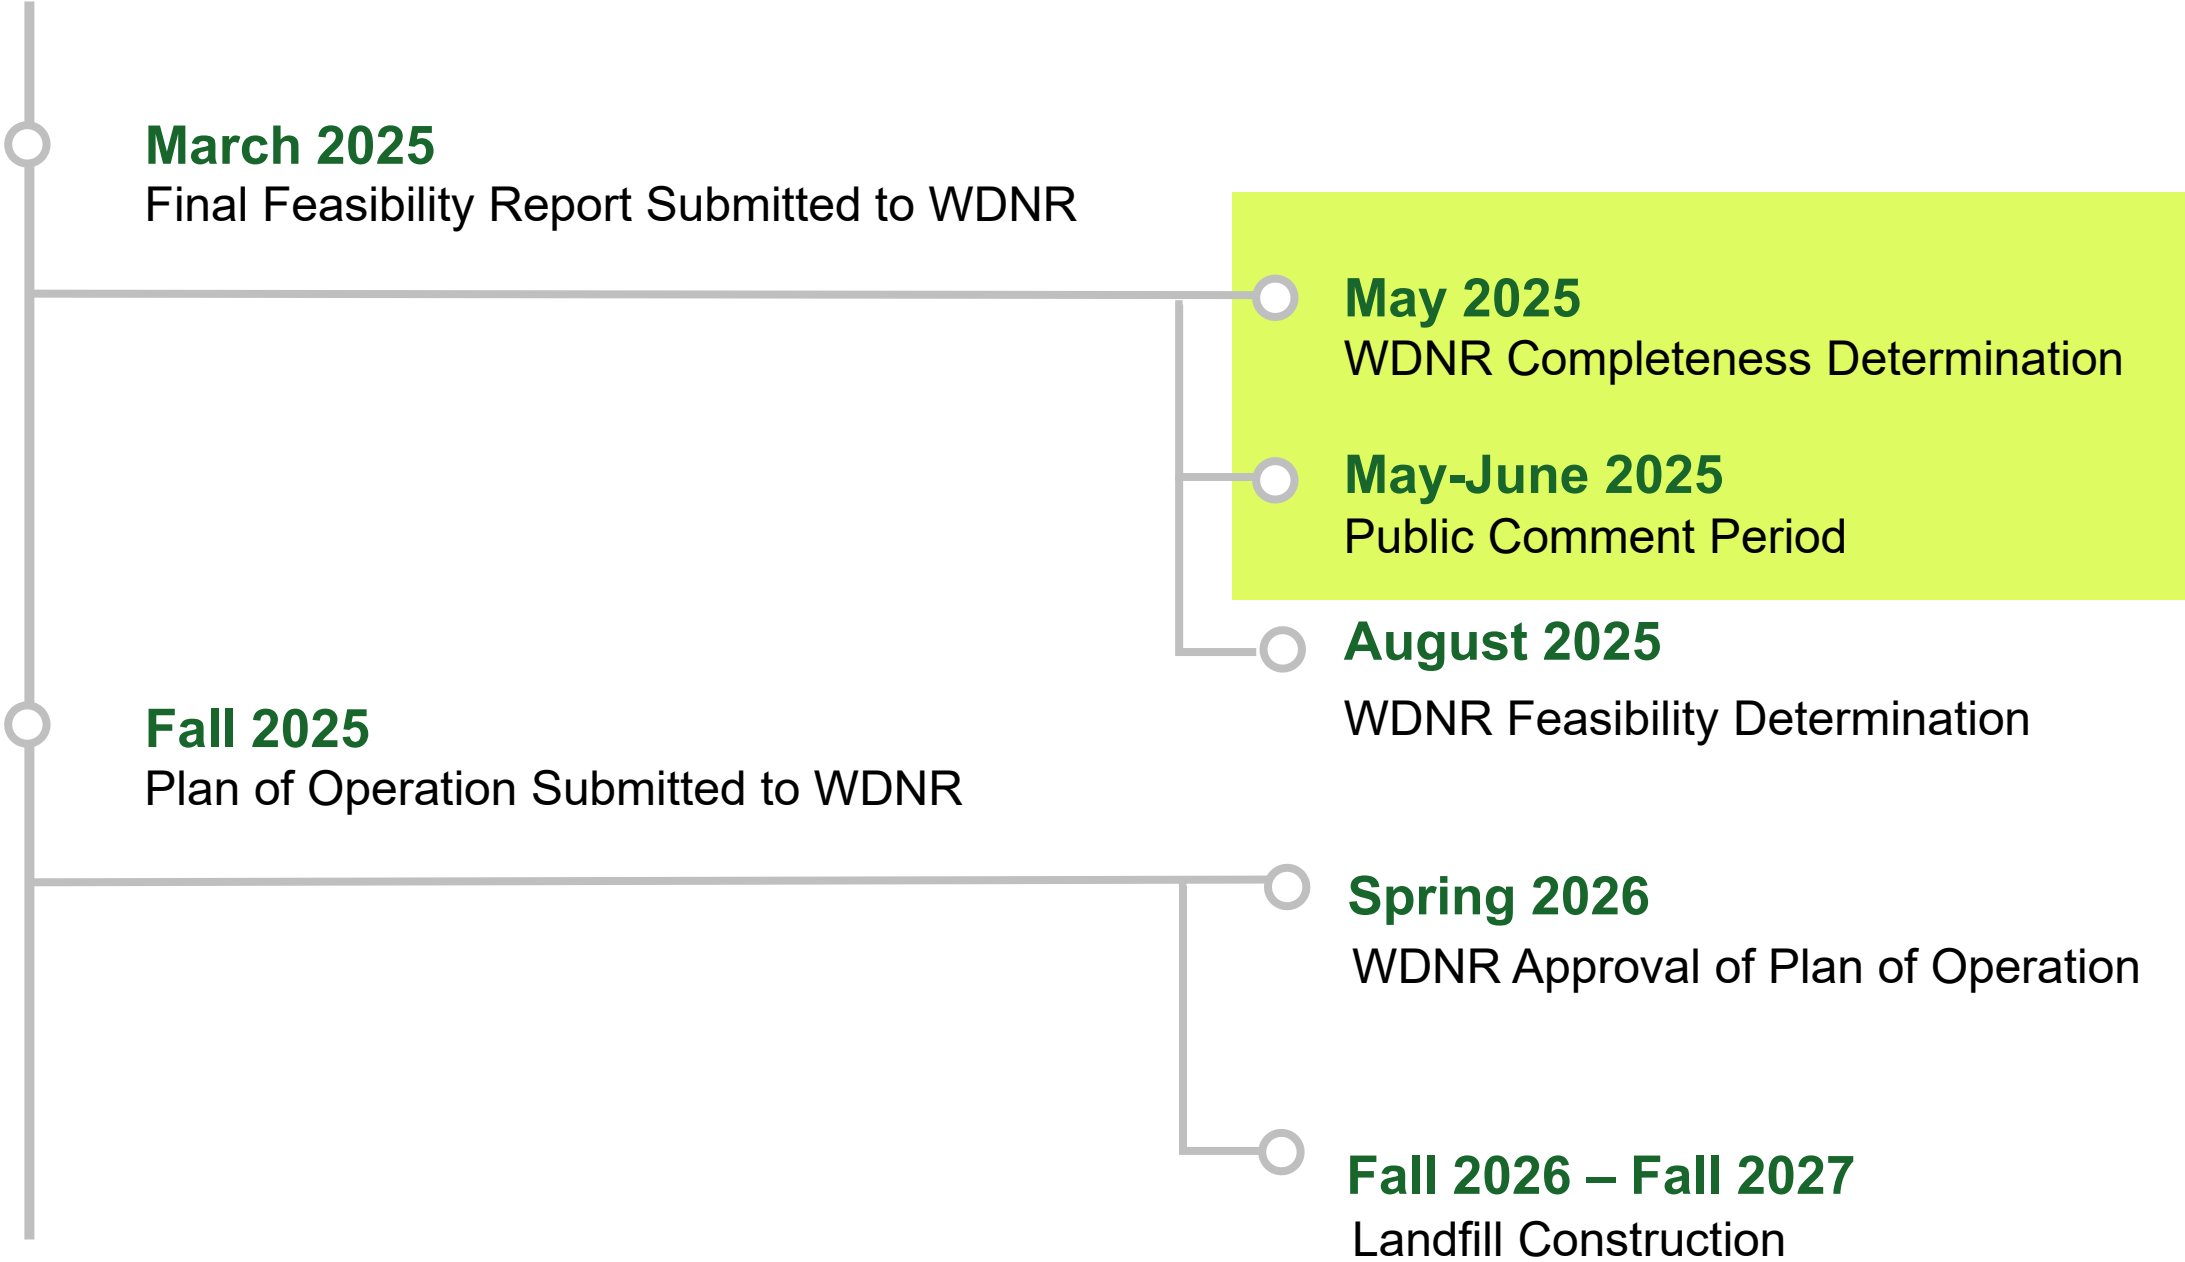 March 2025
Final Feasibility Report Submitted to WDNR
May 2025
WDNR Completeness Determination
May-June 2025
Public Comment Period
August 2025
WDNR Feasibility Determination
Fall 2025
Plan of Operation Submitted to WDNR
Spring 2026
WDNR Approval of Plan of Operation
Fall 2026 – Fall 2027
Landfill Construction